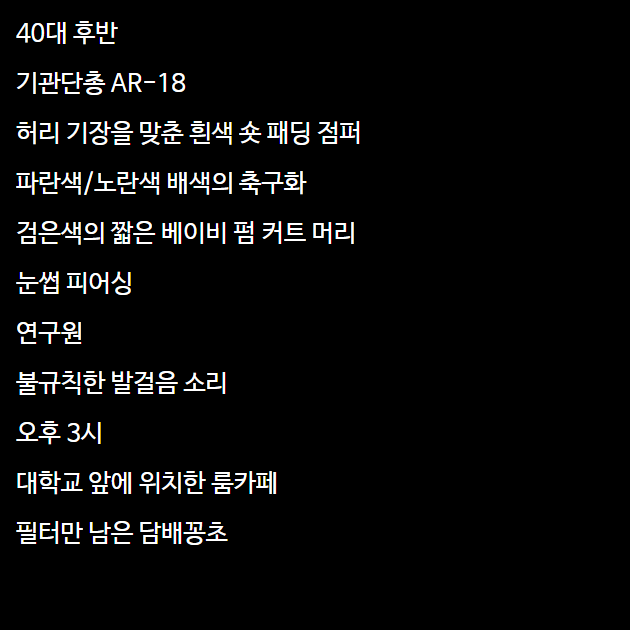 40대 후반
기관단총 AR-18
허리 기장을 맞춘 흰색 숏 패딩 점퍼
파란색/노란색 배색의 축구화
검은색의 짧은 베이비 펌 커트 머리
눈썹 피어싱
연구원
불규칙한 발걸음 소리
오후 3시
대학교 앞에 위치한 룸카페
필터만 남은 담배꽁초